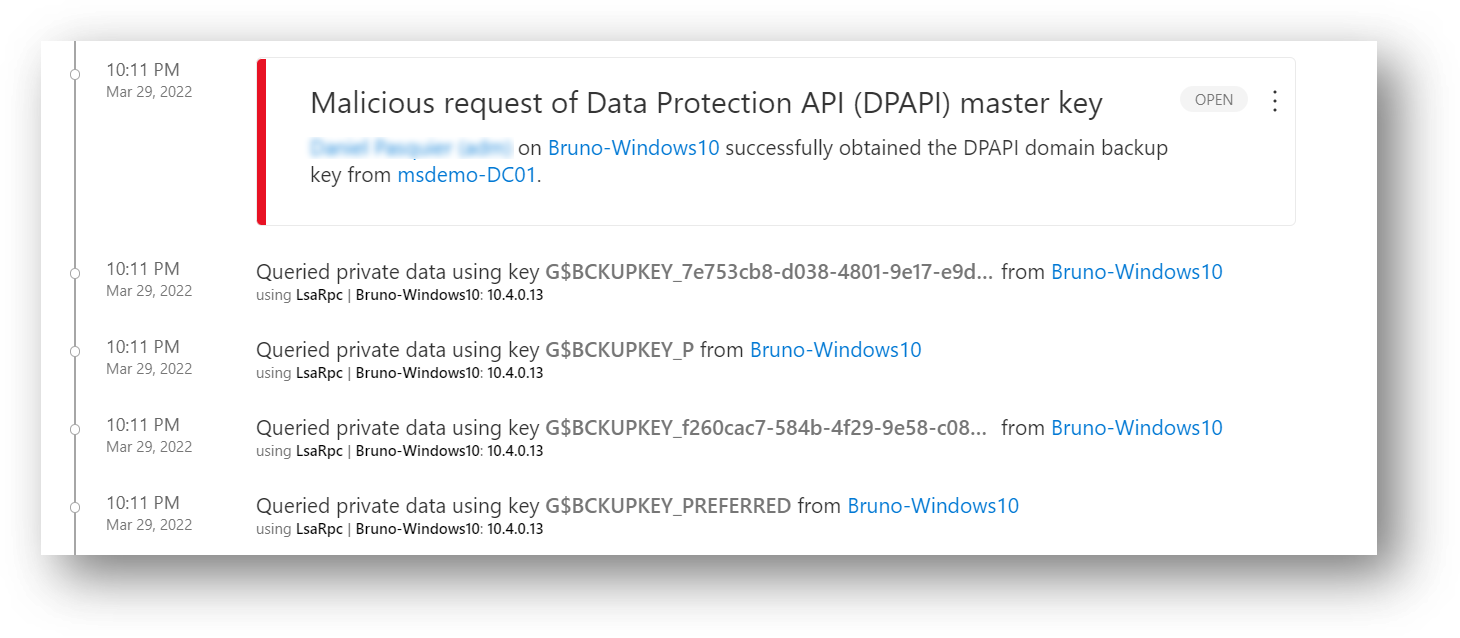 10:11 PM
Mar 29, 2022
Malicious request of Data Protection API (DPAPI) master key
OPEN
on Bruno-Windows10 successfully obtained the DPAPI domain backup
key from msdemo-DC01.
10:11 PM
Mar 29, 2022
Queried private data using key G$BCKUPKEY_7e753cb8-d038-4801-9e17-e9d... from Bruno-Windows10
using LsaRpc | Bruno-Windows10: 10.4.0.13
10:11 PM
Mar 29, 2022
Queried private data using key G$BCKUPKEY_P from Bruno-Windows10
using LsaRpc | Bruno-Windows10: 10.4.0.13
10:11 PM
Mar 29, 2022
Queried private data using key G$BCKUPKEY_f260cac7-584b-4f29-9e58-c08... from Bruno-Windows10
using LsaRpc | Bruno-Windows10: 10.4.0.13
10:11 PM
Mar 29, 2022
Queried private data using key G$BCKUPKEY_PREFERRED from Bruno-Windows10
using LsaRpc | Bruno-Windows10: 10.4.0.13